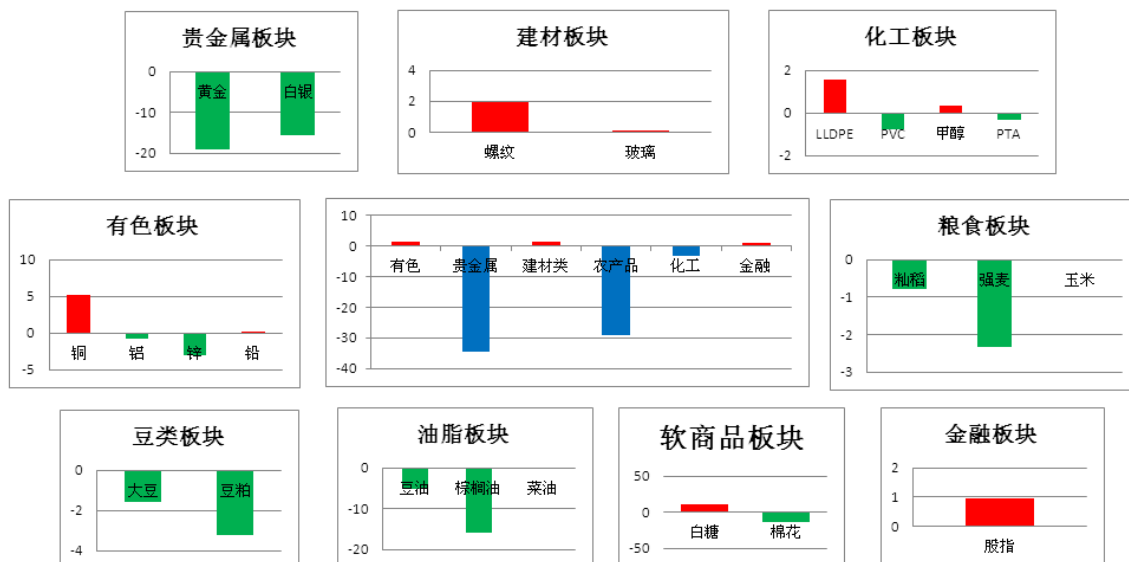 贵金属板块
0
-10
-20
黄金
白银
建材板块
4
2
0
螺纹
玻璃
化工板块
2
0
-2
LLDPE
PVC
甲醇
PTA
有色板块
10
5
0
-5
铜
铝
锌
铅
10
0
-10
-20
-30
-40
有色
贵金属
建材类
农产品
化工
金融
粮食板块
0
-1
-2
-3
籼稻
强麦
玉米
豆类板块
0
-2
-4
大豆
豆粕
油脂板块
0
-10
-20
豆油
棕榈油
菜油
软商品板块
50
0
-50
白糖
棉花
金融板块
2
1
0
股指